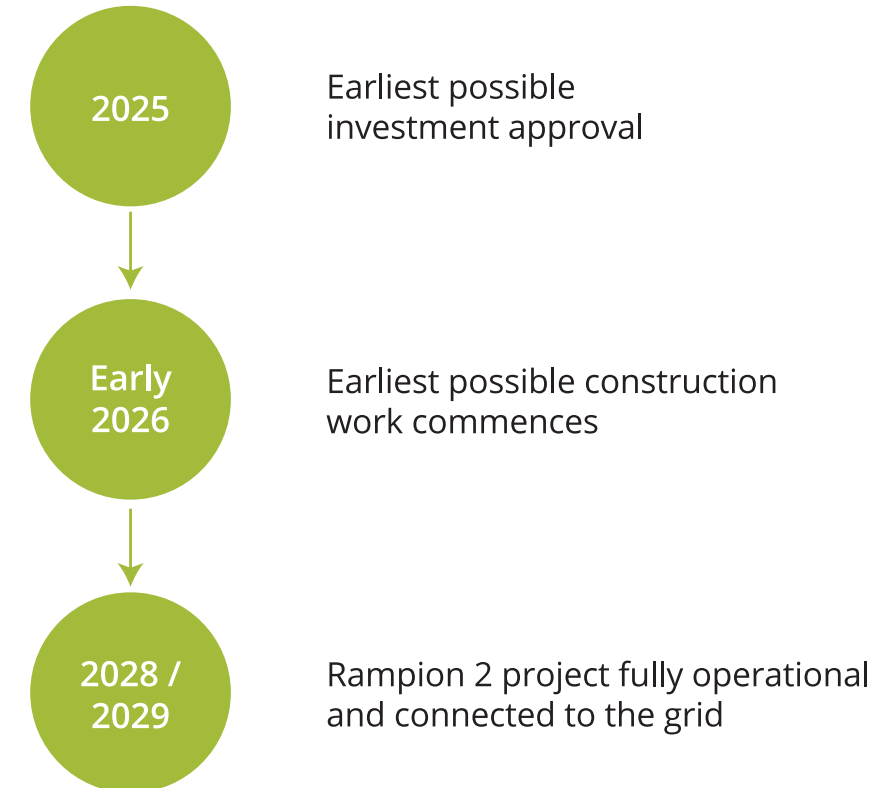 2025
Earliest possible
investment approval
Early
2026
Earliest possible construction
work commences
2028 /
2029
Rampion 2 project fully operational
and connected to the grid